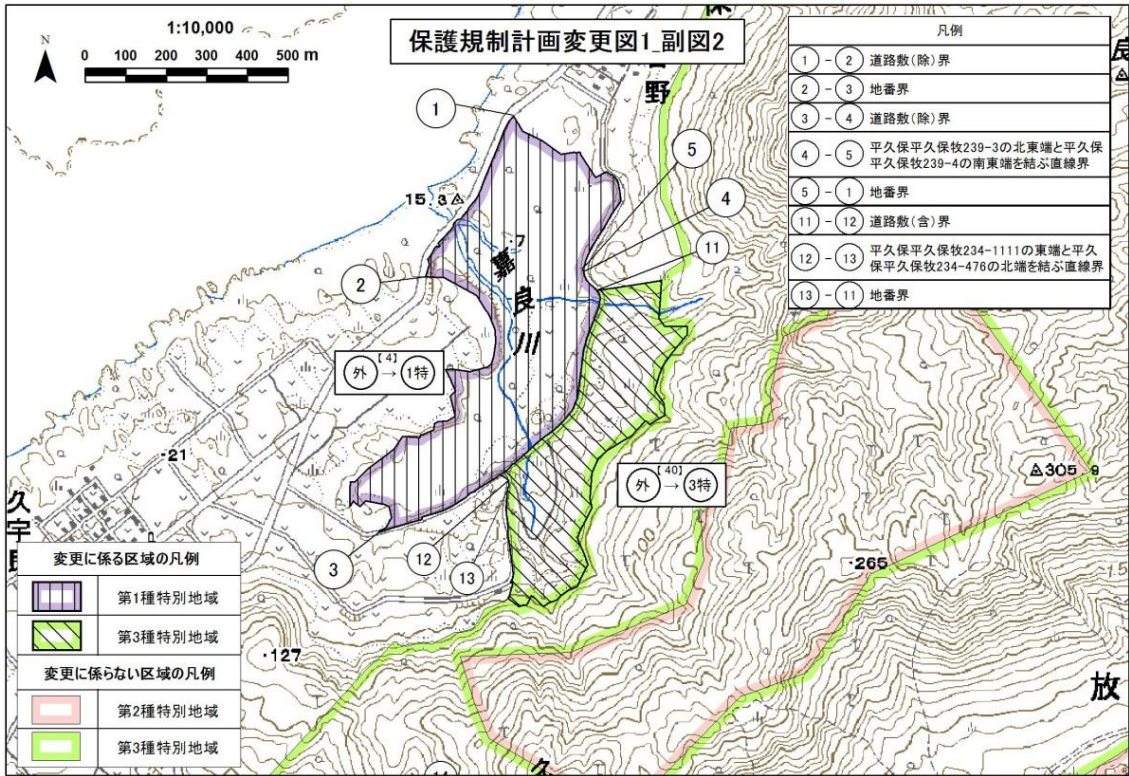 1:10,000
N
0 100 200 300 400 500 m
保護規制計画変更図1_副図2
凡例
① - ② 道路敷(除)界
② - ③ 地番界
③ - ④ 道路敷(除)界
④ - ⑤ 平久保平久保牧239-3の北東端と平久保
平久保牧239-4の南東端を結ぶ直線界
⑤ - ① 地番界
⑪ - ⑫ 道路敷(含)界
⑫ - ⑬ 平久保平久保牧234-1111の東端と平久
保平久保牧234-476の北端を結ぶ直線界
⑬ - ⑪ 地番界
野
良
1
5
15.3
4
7
11
2
嘉良川
【4】
外 → 1特
21
【40】
外 → 3特
305
久宇良
100
265
3
12
13
127
放
久
変更に係る区域の凡例
第1種特別地域
第3種特別地域
変更に係らない区域の凡例
第2種特別地域
第3種特別地域